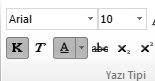 Arial 10
K T A abc x₂ x²
Yazı Tipi